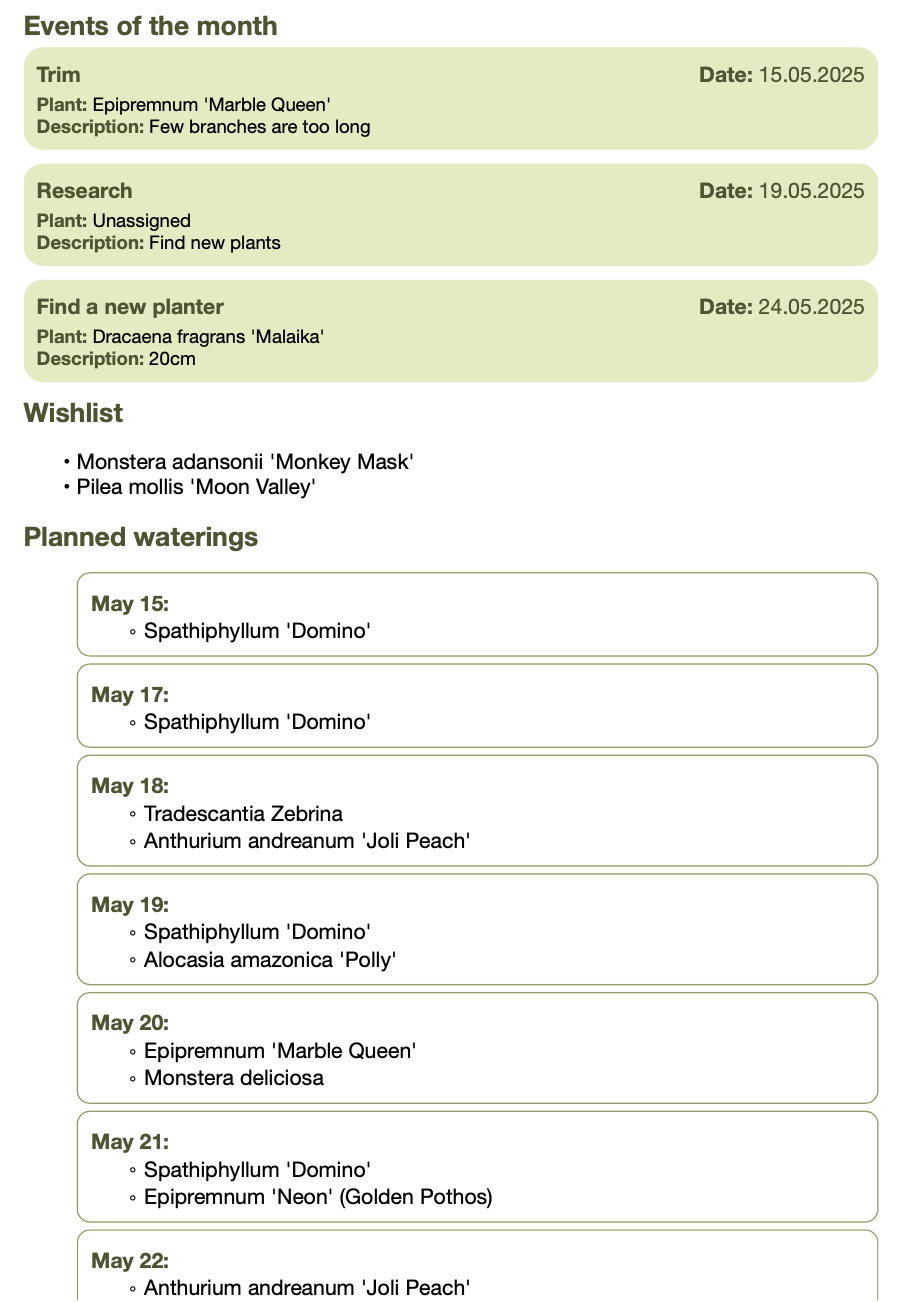 Events of the month
Trim Date: 15.05.2025
Plant: Epipremnum 'Marble Queen'
Description: Few branches are too long
Research Date: 19.05.2025
Plant: Unassigned
Description: Find new plants
Find a new planter Date: 24.05.2025
Plant: Dracaena fragrans 'Malaika'
Description: 20cm
Wishlist
• Monstera adansonii 'Monkey Mask'
• Pilea mollis 'Moon Valley'
Planned waterings
May 15:
◦ Spathiphyllum 'Domino'
May 17:
◦ Spathiphyllum 'Domino'
May 18:
◦ Tradescantia Zebrina
◦ Anthurium andreanum 'Joli Peach'
May 19:
◦ Spathiphyllum 'Domino'
◦ Alocasia amazonica 'Polly'
May 20:
◦ Epipremnum 'Marble Queen'
◦ Monstera deliciosa
May 21:
◦ Spathiphyllum 'Domino'
◦ Epipremnum 'Neon' (Golden Pothos)
May 22:
◦ Anthurium andreanum 'Joli Peach'